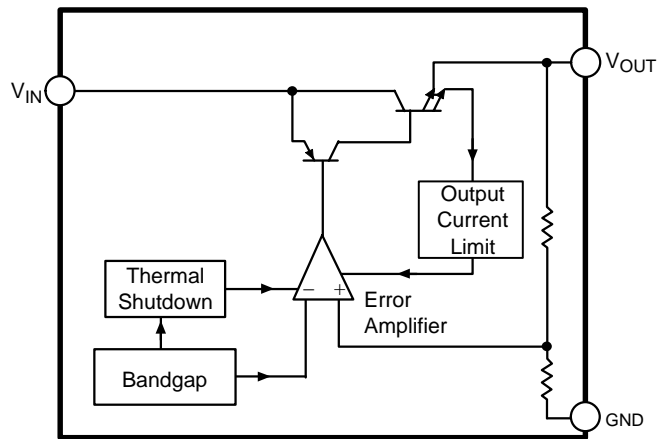 VIN
VOUT
Output
Current
Limit
Thermal
Shutdown
− +
Error
Amplifier
Bandgap
GND